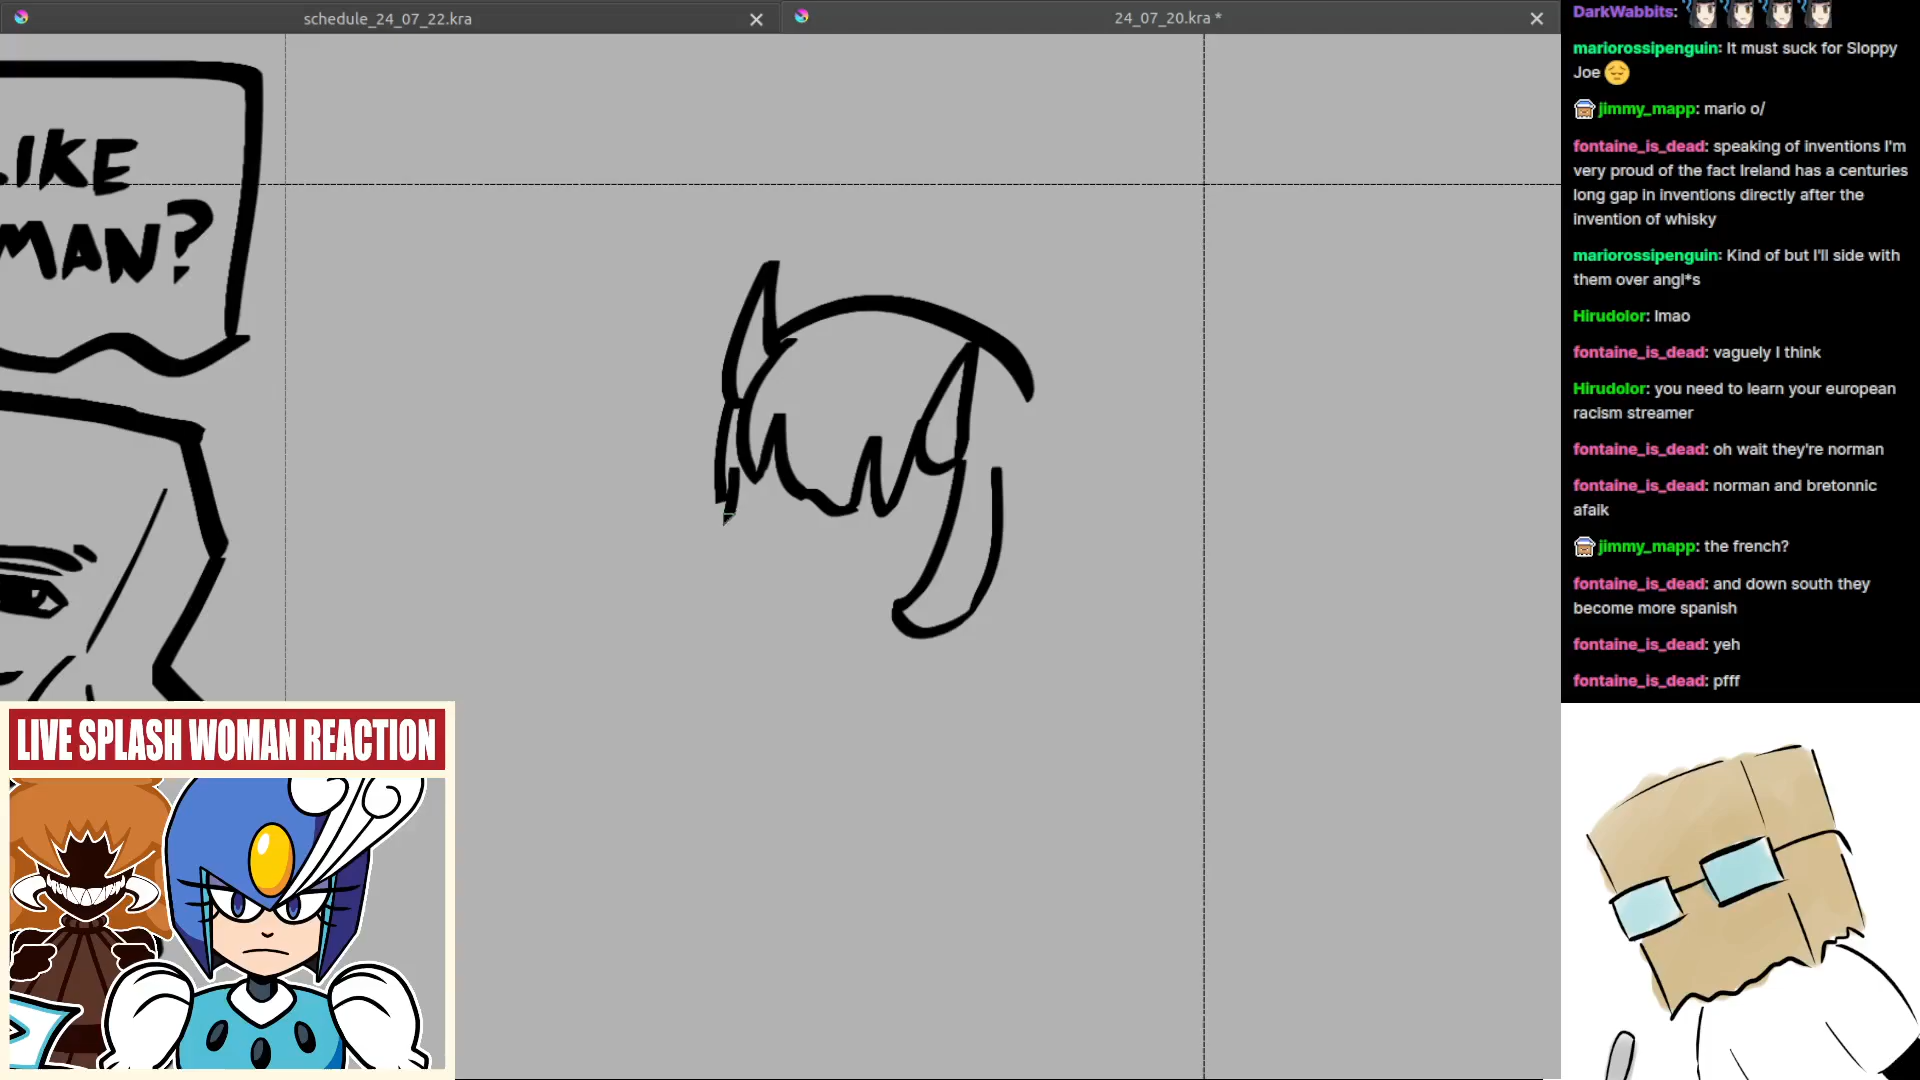 schedule_24_07_22.kra
24_07_20.kra *
LIKE
MAN?
LIVE SPLASH WOMAN REACTION
DarkWabbits:
mariorossipenguin: It must suck for Sloppy
Joe 😔
jimmy_mapp: mario o/
fontaine_is_dead: speaking of inventions I'm
very proud of the fact Ireland has a centuries
long gap in inventions directly after the
invention of whisky
mariorossipenguin: Kind of but I'll side with
them over angl*s
Hirudolor: lmao
fontaine_is_dead: vaguely I think
Hirudolor: you need to learn your european
racism streamer
fontaine_is_dead: oh wait they're norman
fontaine_is_dead: norman and bretonnic
afaik
jimmy_mapp: the french?
fontaine_is_dead: and down south they
become more spanish
fontaine_is_dead: yeh
fontaine_is_dead: pfff